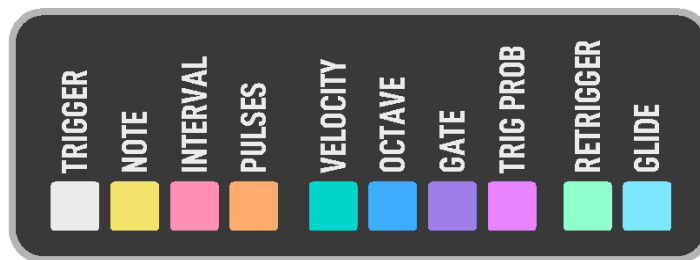 TRIGGER
NOTE
INTERVAL
PULSES
VELOCITY
OCTAVE
GATE
TRIG PROB
RETRIGGER
GLIDE